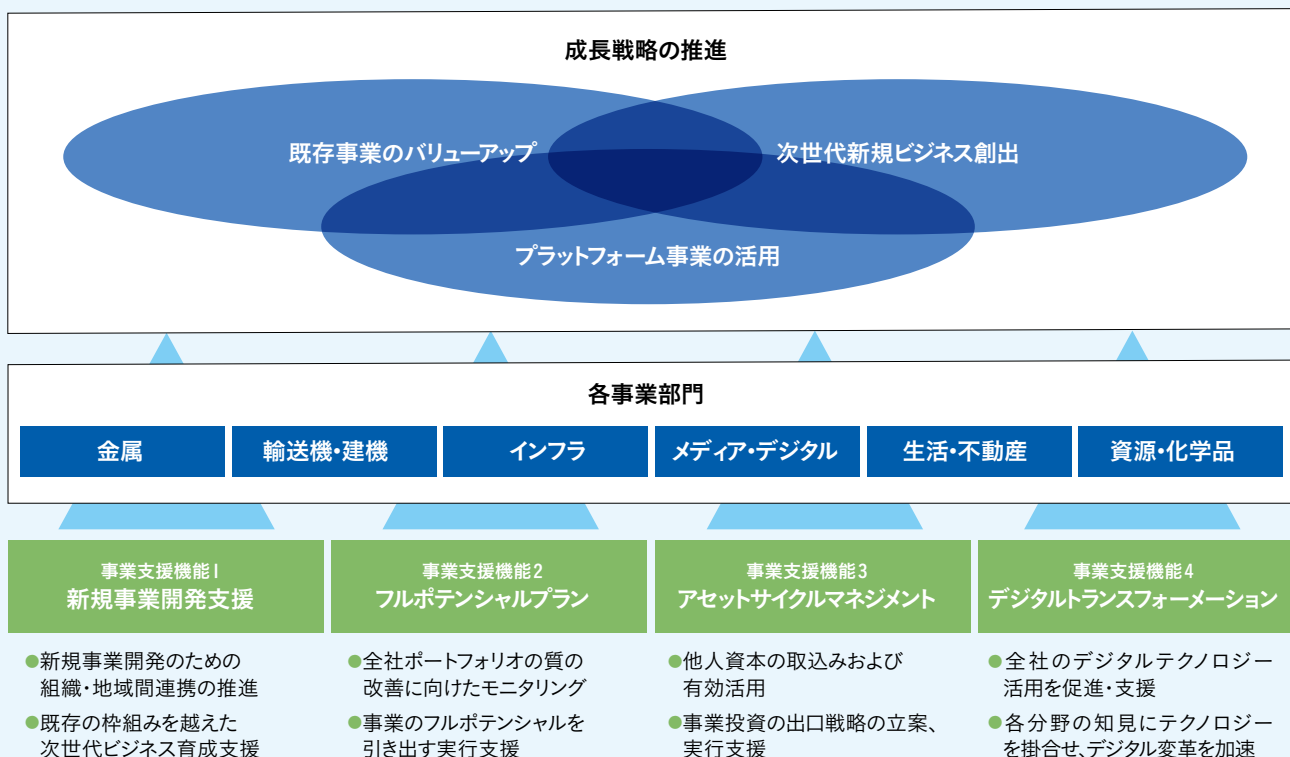 成長戦略の推進
既存事業のバリューアップ
次世代新規ビジネス創出
プラットフォーム事業の活用
各事業部門
金属
輸送機・建機
インフラ
メディア・デジタル
生活・不動産
資源・化学品
事業支援機能1
新規事業開発支援
●新規事業開発のための
組織・地域間連携の推進
●既存の枠組みを越えた
次世代ビジネス育成支援
事業支援機能2
フルポテンシャルプラン
●全社ポートフォリオの質の
改善に向けたモニタリング
●事業のフルポテンシャルを
引き出す実行支援
事業支援機能3
アセットサイクルマネジメント
●他人資本の取込みおよび
有効活用
●事業投資の出口戦略の立案、
実行支援
事業支援機能4
デジタルトランスフォーメーション
●全社のデジタルテクノロジー
活用を促進・支援
●各分野の知見にテクノロジー
を掛合せ、デジタル変革を加速